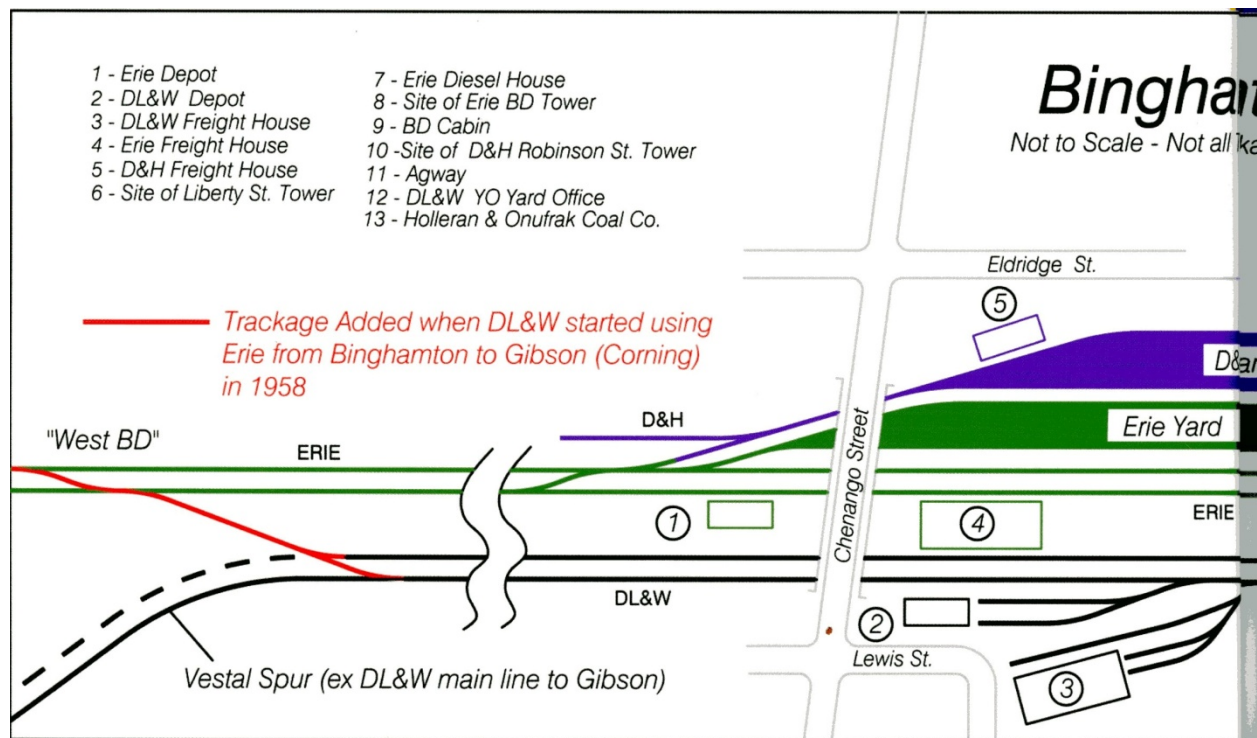 1 - Erie Depot
2 - DL&W Depot
3 - DL&W Freight House
4 - Erie Freight House
5 - D&H Freight House
6 - Site of Liberty St. Tower
7 - Erie Diesel House
8 - Site of Erie BD Tower
9 - BD Cabin
10 -Site of D&H Robinson St. Tower
11 - Agway
12 - DL&W YO Yard Office
13 - Holleran & Onufrak Coal Co.
Not to Scale - Not all
Eldridge St.
5
Trackage Added when DL&W started using
Erie from Binghamton to Gibson (Corning)
in 1958
"West BD"
ERIE
D&H
Chenango Street
Erie Yard
1
4
ERIE
DL&W
2
Lewis St.
Vestal Spur (ex DL&W main line to Gibson)
3